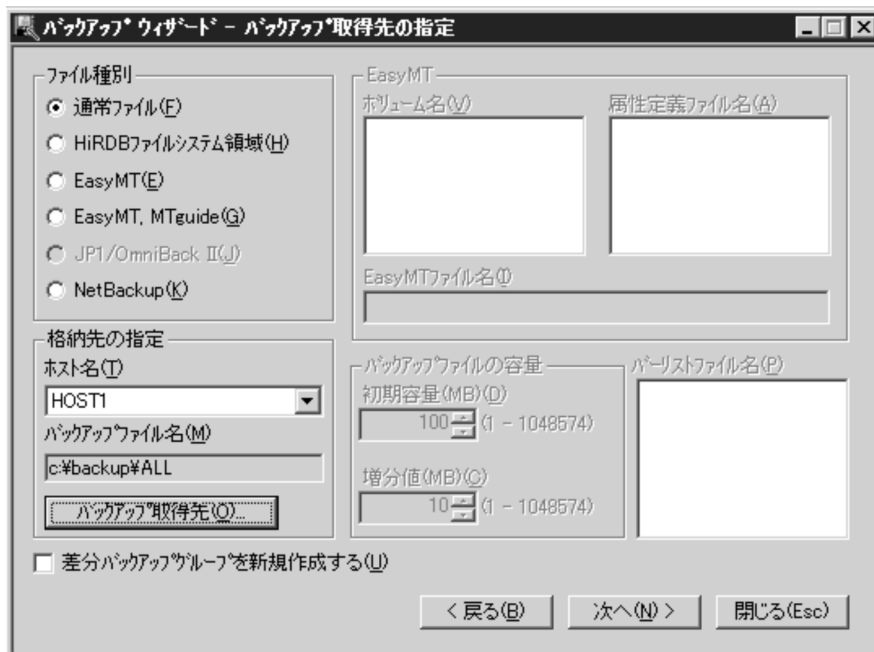 バックアップ ウィザード - バックアップ取得先の指定
ファイル種別
通常ファイル(F)
HiRDBファイルシステム領域(H)
EasyMT(E)
EasyMT, MTguide(G)
JP1/OmniBack II(J)
NetBackup(K)
格納先の指定
ホスト名(T)
HOST1
バックアップファイル名(M)
c:¥backup¥ALL
バックアップ取得先(O)...
EasyMT
ボリューム名(V)
属性定義ファイル名(A)
EasyMTファイル名(I)
バックアップファイルの容量
初期容量(MB)(D)
100 (1 - 1048574)
増分値(MB)(C)
10 (1 - 1048574)
バーリストファイル名(P)
差分バックアップグループを新規作成する(U)
< 戻る(B)
次へ(N) >
閉じる(Esc)